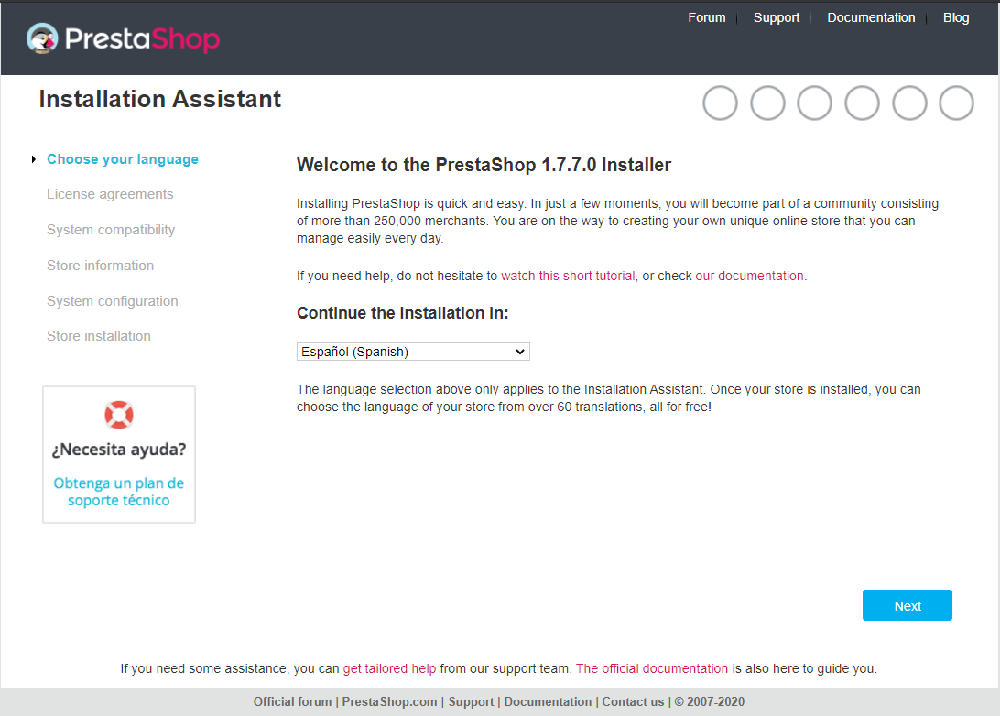 Forum Support Documentation Blog
PrestaShop
Installation Assistant
Choose your language
License agreements
System compatibility
Store information
System configuration
Store installation
¿Necesita ayuda?
Obtenga un plan de
soporte técnico
Welcome to the PrestaShop 1.7.7.0 Installer
Installing PrestaShop is quick and easy. In just a few moments, you will become part of a community consisting
of more than 250,000 merchants. You are on the way to creating your own unique online store that you can
manage easily every day.
If you need help, do not hesitate to watch this short tutorial, or check our documentation.
Continue the installation in:
Español (Spanish)
The language selection above only applies to the Installation Assistant. Once your store is installed, you can
choose the language of your store from over 60 translations, all for free!
Next
If you need some assistance, you can get tailored help from our support team. The official documentation is also here to guide you.
Official forum | PrestaShop.com | Support | Documentation | Contact us | © 2007-2020